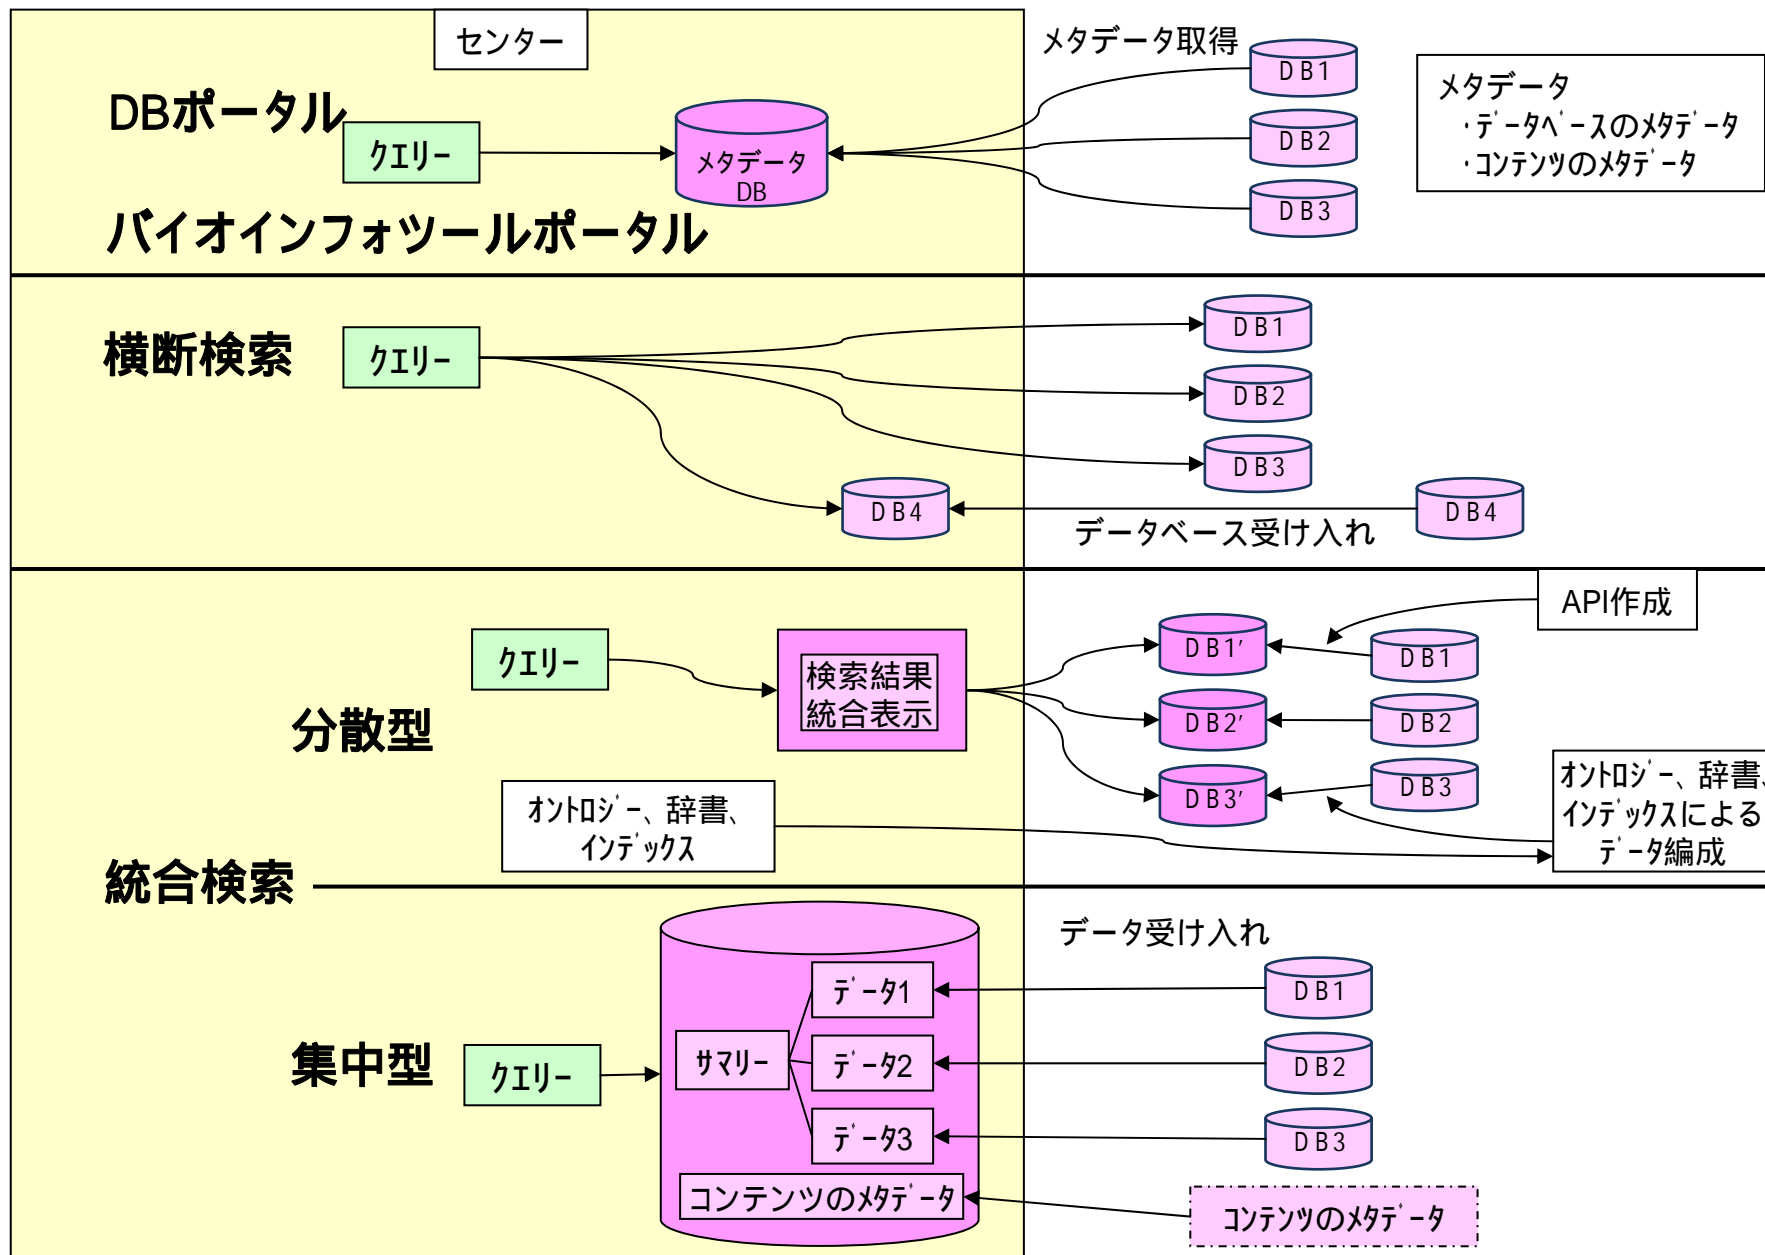 センター
メタデータ取得
DB1
メタデータ
・データベースのメタデータ
・コンテンツのメタデータ
DBポータル
クエリー
メタデータ
DB
DB2
DB3
バイオインフォツールポータル
横断検索
クエリー
DB1
DB2
DB3
DB4
DB4
データベース受け入れ
API作成
クエリー
検索結果
統合表示
DB1′
DB1
分散型
DB2′
DB2
DB3′
DB3
オントロジー、辞書、
インデックス
オントロジー、辞書、
インデックスによる
データ編成
統合検索
データ受け入れ
データ1
DB1
集中型
クエリー
サマリー
データ2
DB2
データ3
DB3
コンテンツのメタデータ
コンテンツのメタデータ